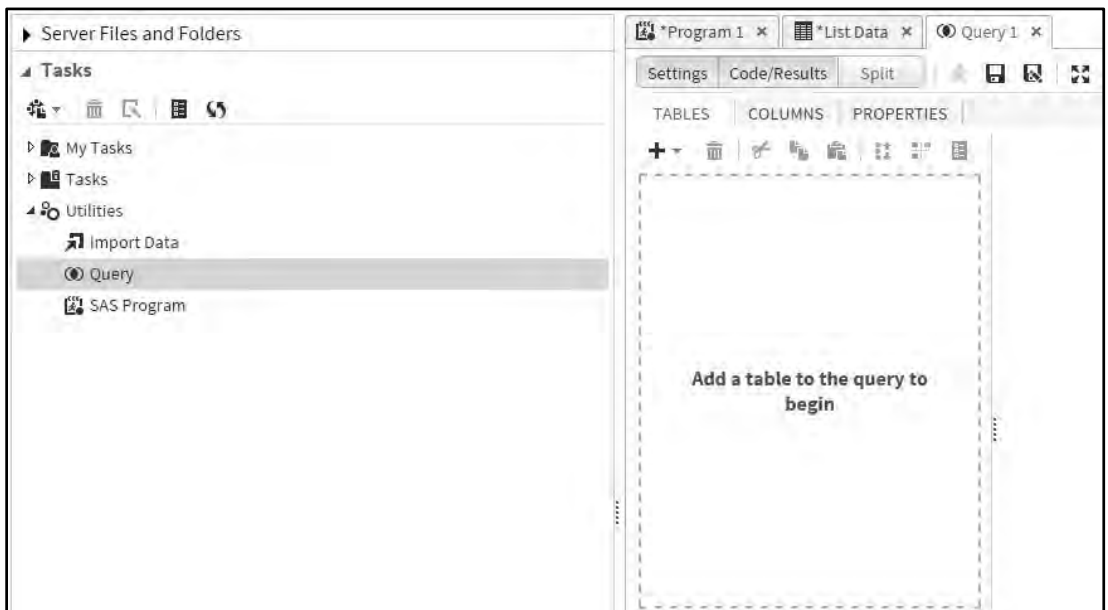 Server Files and Folders
Tasks
My Tasks
Tasks
Utilities
Import Data
Query
SAS Program
*Program 1 × *List Data × Query 1 ×
Settings Code/Results Split
TABLES COLUMNS PROPERTIES
Add a table to the query to
begin